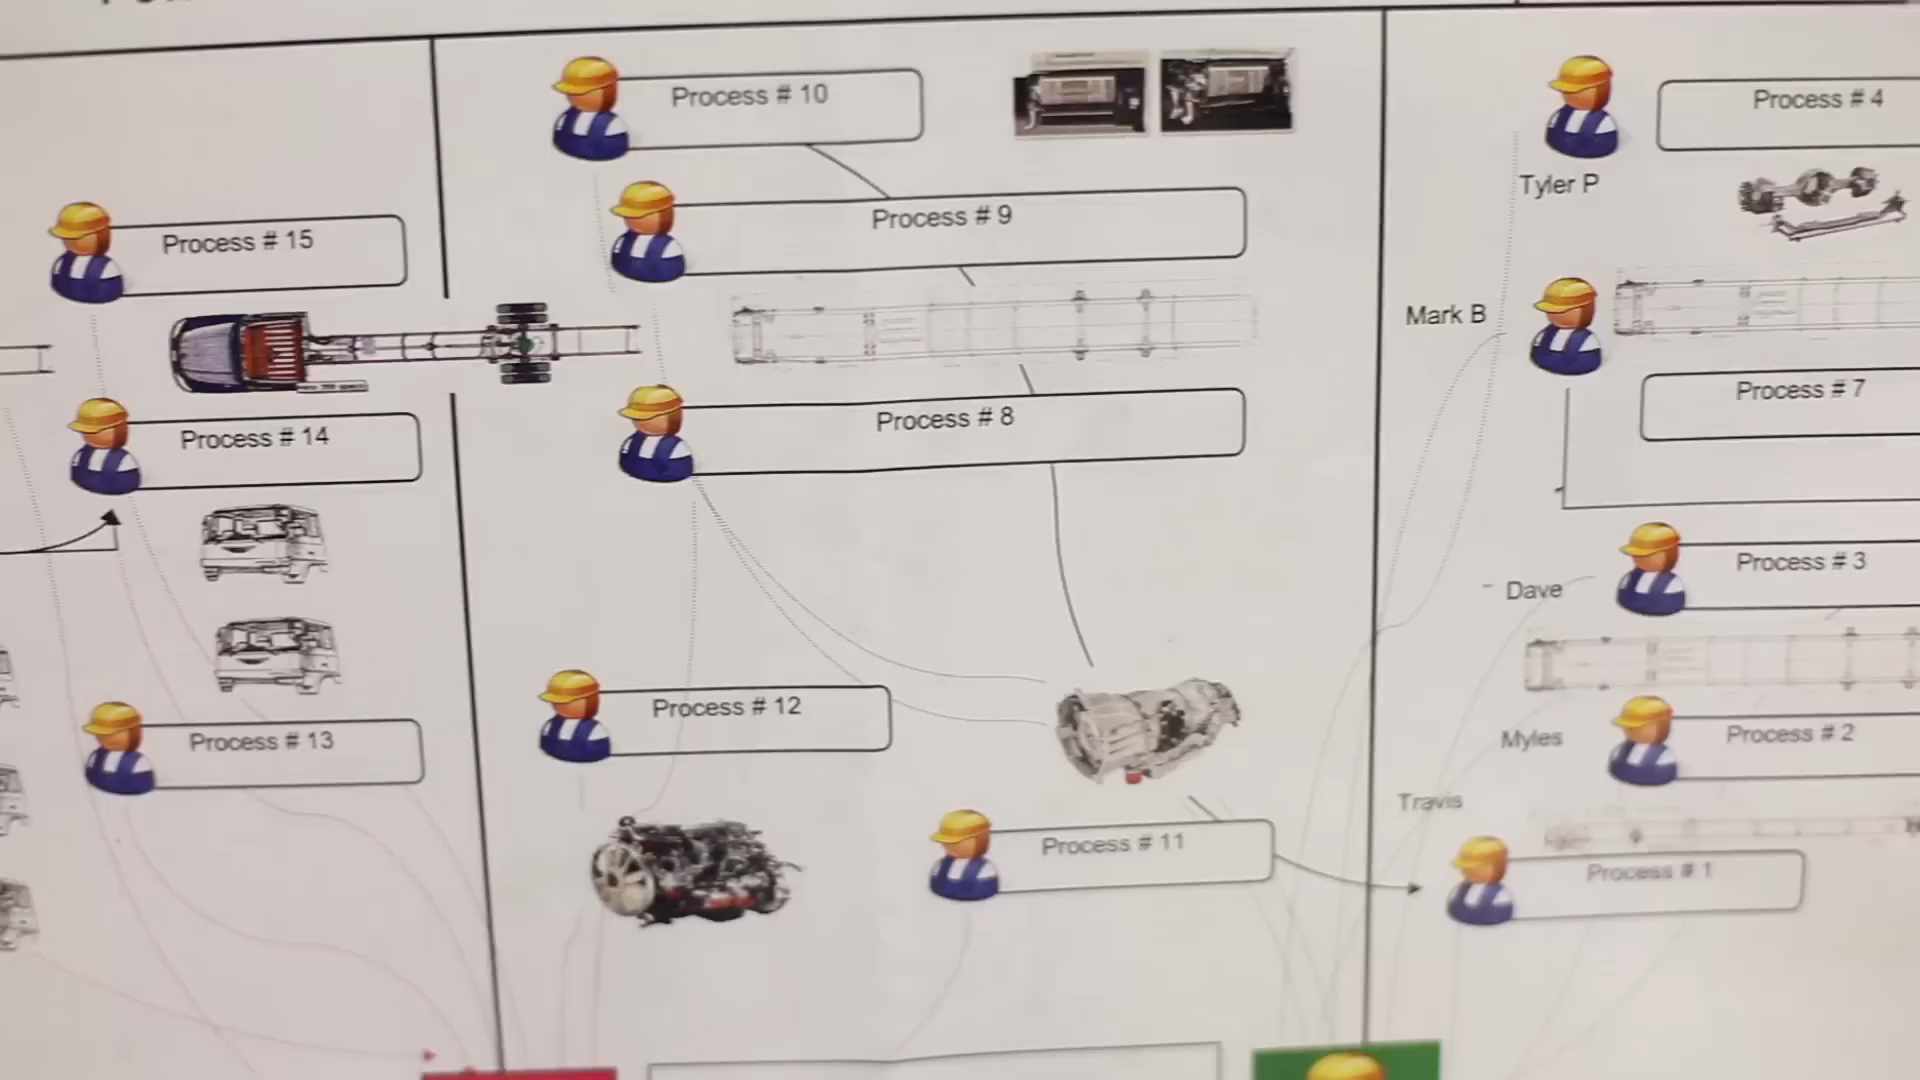 Process # 10
Process # 4
Tyler P
Process # 9
Process # 15
Mark B
Process # 7
Process # 8
Process # 14
Process # 3
Dave
Process # 12
Process # 2
Myles
Process # 13
Travis
Process # 11
Process # 1